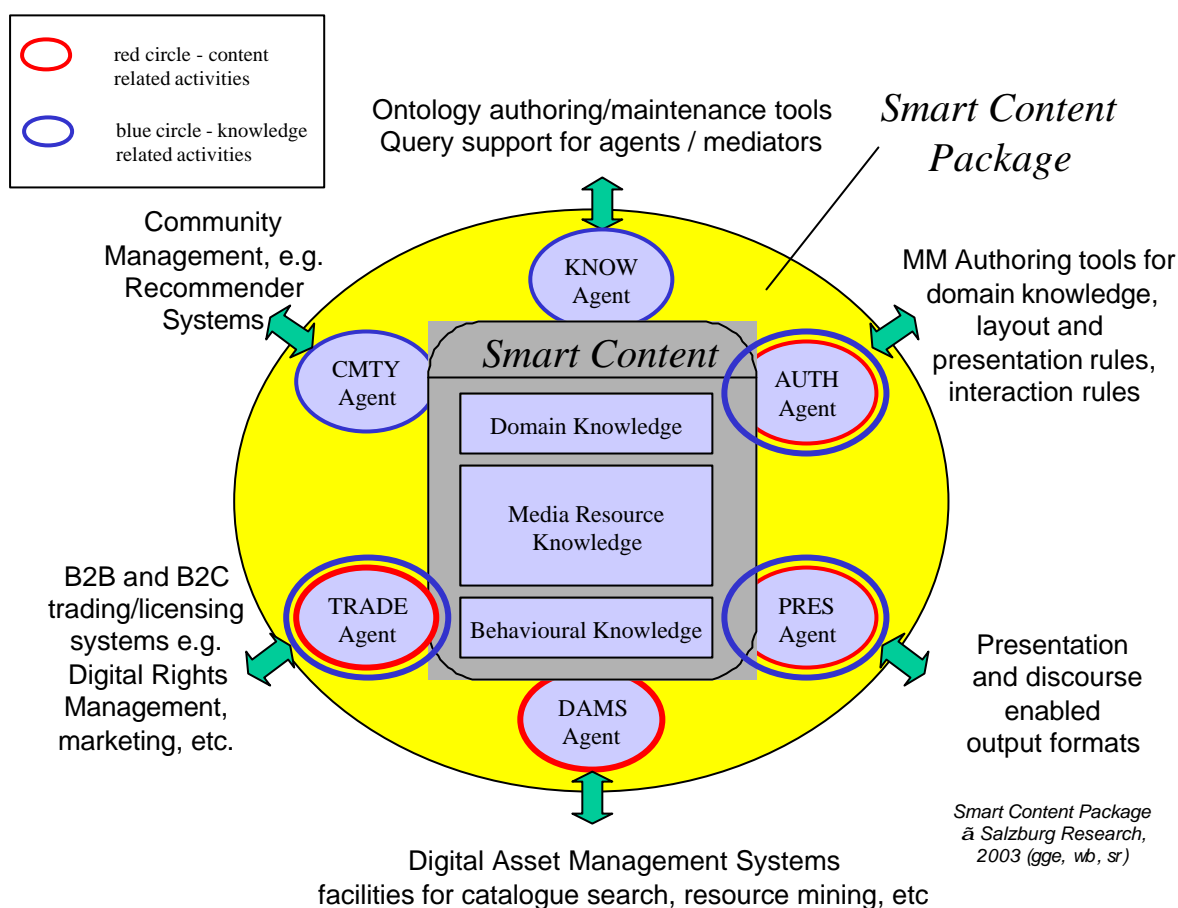 red circle - content
related activities
blue circle - knowledge
related activities
Ontology authoring/maintenance tools
Query support for agents / mediators
Smart Content
Package
Community
Management, e.g.
Recommender
Systems
KNOW
Agent
MM Authoring tools for
domain knowledge,
layout and
presentation rules,
interaction rules
CMTY
Agent
Smart Content
AUTH
Agent
Domain Knowledge
Media Resource
Knowledge
Behavioural Knowledge
B2B and B2C
trading/licensing
systems e.g.
Digital Rights
Management,
marketing, etc.
TRADE
Agent
PRES
Agent
DAMS
Agent
Presentation
and discourse
enabled
output formats
Digital Asset Management Systems
facilities for catalogue search, resource mining, etc
Smart Content Package
ã Salzburg Research,
2003 (gge, wb, sr)